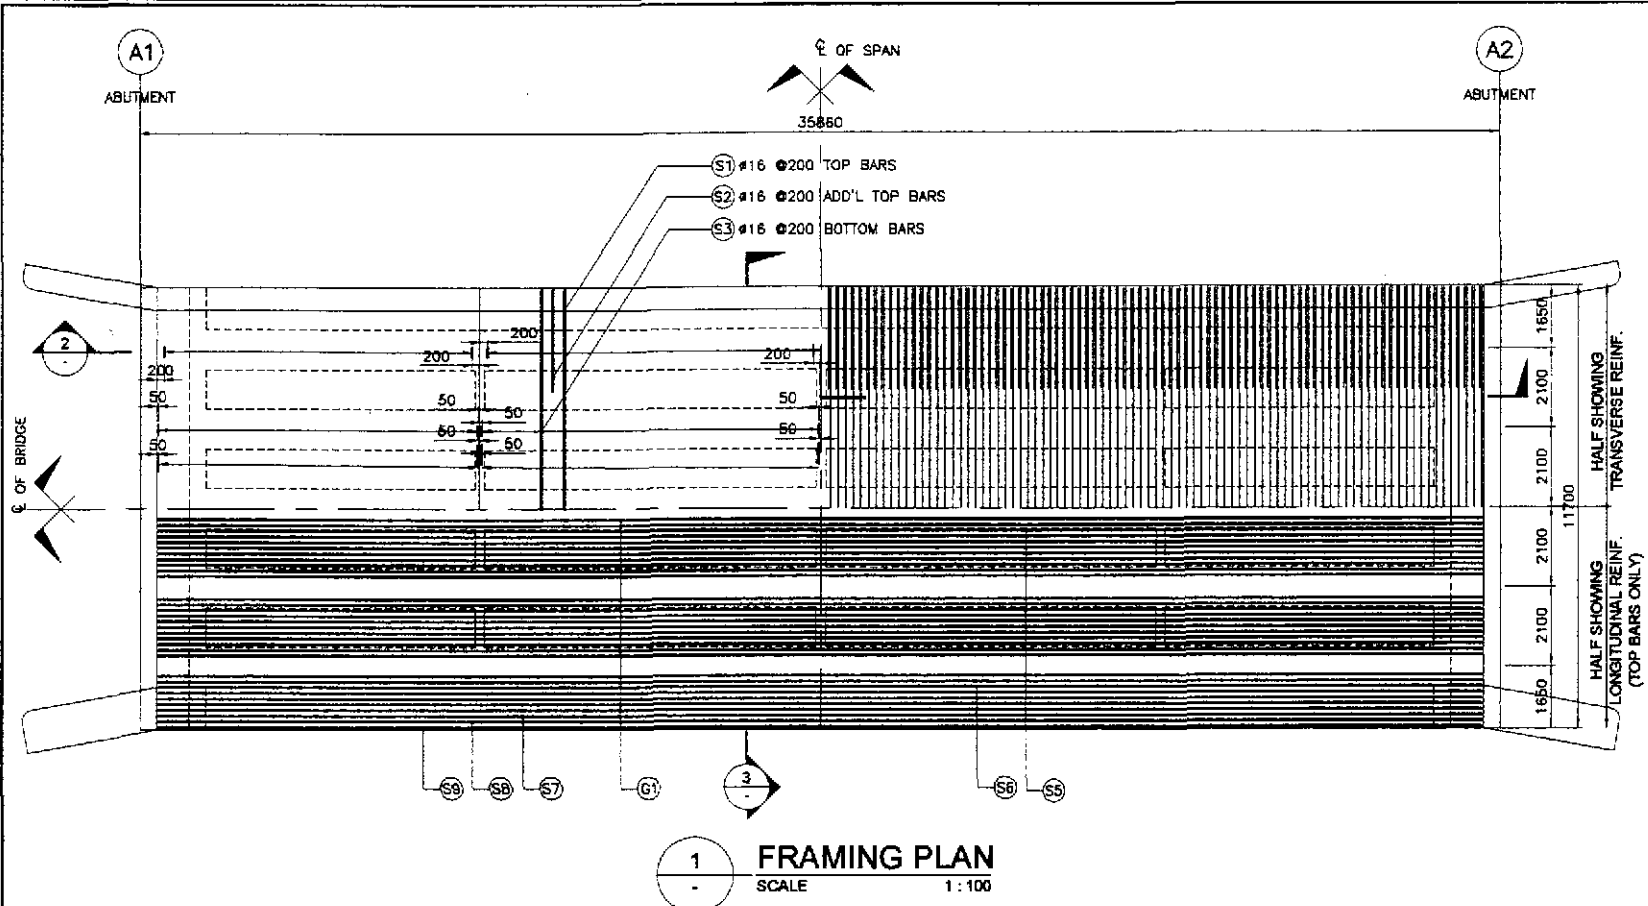 A1
℄ OF SPAN
A2
ABUTMENT
ABUTMENT
35860
S1 ø16 @200 TOP BARS
S2 ø16 @200 ADD'L TOP BARS
S3 ø16 @200 BOTTOM BARS
200
200
200
200
50
50
50
50
50
50
50
50
2
-
℄ OF BRIDGE
1650
2100
2100
2100
2100
1650
11700
HALF SHOWING
TRANSVERSE REINF.
HALF SHOWING
LONGITUDINAL REINF.
(TOP BARS ONLY)
S9
S8
S7
G1
3
-
S6
S5
1
-
FRAMING PLAN
SCALE 1 : 100